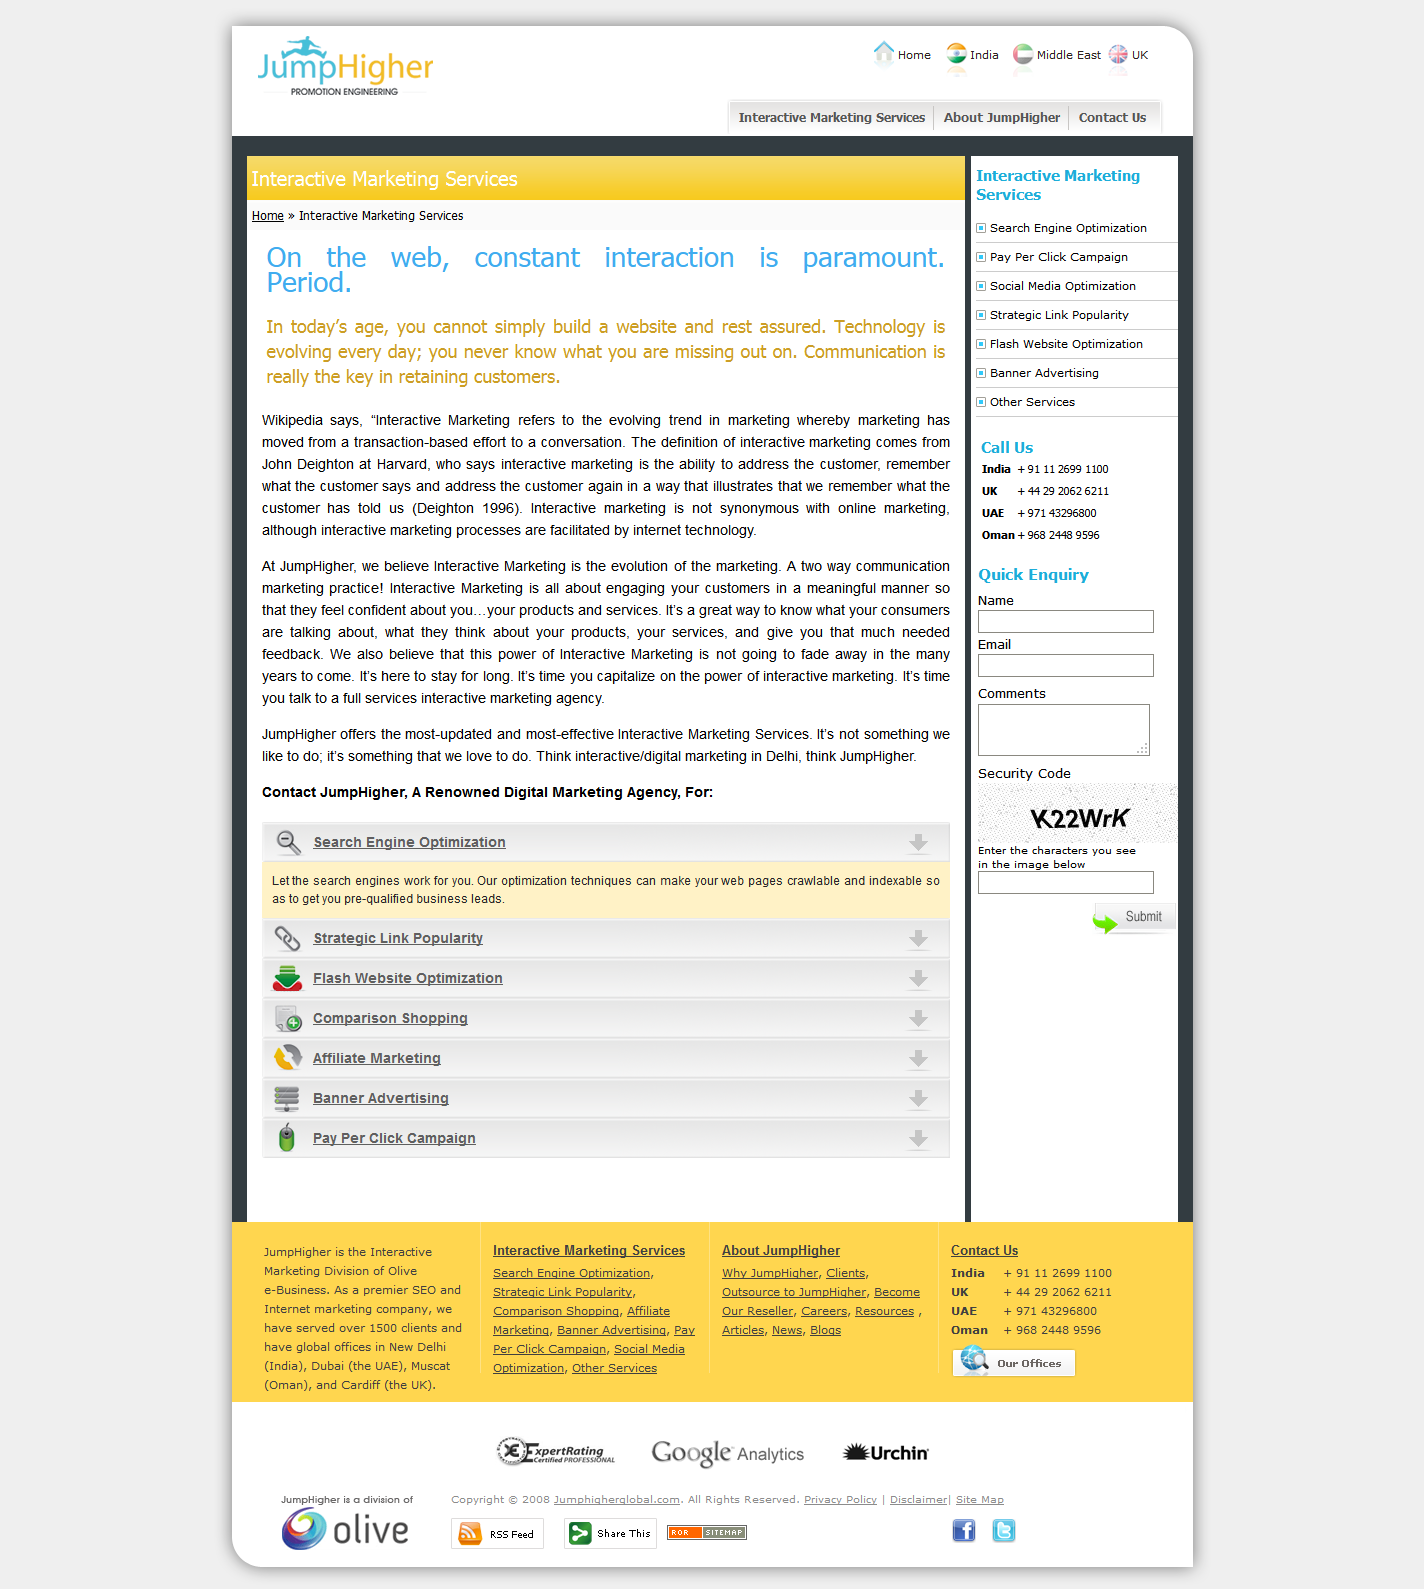 JumpHigher
PROMOTION ENGINEERING
Home India Middle East UK
Interactive Marketing Services About JumpHigher Contact Us
Interactive Marketing Services
Home » Interactive Marketing Services
On the web, constant interaction is paramount.
Period.
In today’s age, you cannot simply build a website and rest assured. Technology is
evolving every day; you never know what you are missing out on. Communication is
really the key in retaining customers.
Wikipedia says, “Interactive Marketing refers to the evolving trend in marketing whereby marketing has
moved from a transaction-based effort to a conversation. The definition of interactive marketing comes from
John Deighton at Harvard, who says interactive marketing is the ability to address the customer, remember
what the customer says and address the customer again in a way that illustrates that we remember what the
customer has told us (Deighton 1996). Interactive marketing is not synonymous with online marketing,
although interactive marketing processes are facilitated by internet technology.
At JumpHigher, we believe Interactive Marketing is the evolution of the marketing. A two way communication
marketing practice! Interactive Marketing is all about engaging your customers in a meaningful manner so
that they feel confident about you…your products and services. It’s a great way to know what your consumers
are talking about, what they think about your products, your services, and give you that much needed
feedback. We also believe that this power of Interactive Marketing is not going to fade away in the many
years to come. It’s here to stay for long. It’s time you capitalize on the power of interactive marketing. It’s time
you talk to a full services interactive marketing agency.
JumpHigher offers the most-updated and most-effective Interactive Marketing Services. It’s not something we
like to do; it’s something that we love to do. Think interactive/digital marketing in Delhi, think JumpHigher.
Contact JumpHigher, A Renowned Digital Marketing Agency, For:
Search Engine Optimization
Let the search engines work for you. Our optimization techniques can make your web pages crawlable and indexable so
as to get you pre-qualified business leads.
Strategic Link Popularity
Flash Website Optimization
Comparison Shopping
Affiliate Marketing
Banner Advertising
Pay Per Click Campaign
Interactive Marketing
Services
Search Engine Optimization
Pay Per Click Campaign
Social Media Optimization
Strategic Link Popularity
Flash Website Optimization
Banner Advertising
Other Services
Call Us
India + 91 11 2699 1100
UK + 44 29 2062 6211
UAE + 971 43296800
Oman + 968 2448 9596
Quick Enquiry
Name
Email
Comments
Security Code
K22WrK
Enter the characters you see
in the image below
Submit
JumpHigher is the Interactive
Marketing Division of Olive
e-Business. As a premier SEO and
Internet marketing company, we
have served over 1500 clients and
have global offices in New Delhi
(India), Dubai (the UAE), Muscat
(Oman), and Cardiff (the UK).
Interactive Marketing Services
Search Engine Optimization,
Strategic Link Popularity,
Comparison Shopping, Affiliate
Marketing, Banner Advertising, Pay
Per Click Campaign, Social Media
Optimization, Other Services
About JumpHigher
Why JumpHigher, Clients,
Outsource to JumpHigher, Become
Our Reseller, Careers, Resources ,
Articles, News, Blogs
Contact Us
India + 91 11 2699 1100
UK + 44 29 2062 6211
UAE + 971 43296800
Oman + 968 2448 9596
Our Offices
ExpertRating
Certified PROFESSIONAL
Google Analytics
Urchin
JumpHigher is a division of
olive
Copyright © 2008 Jumphigherglobal.com. All Rights Reserved. Privacy Policy | Disclaimer| Site Map
RSS Feed Share This ROR SITEMAP